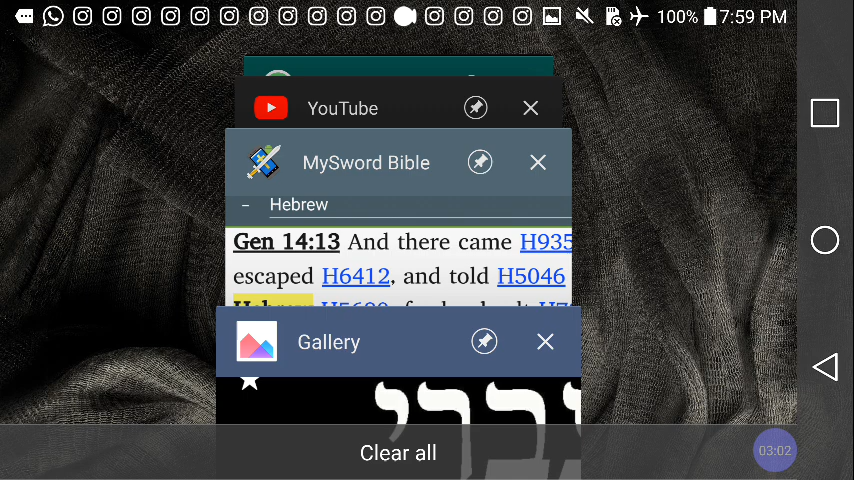 100% 7:59 PM
YouTube
MySword Bible
– Hebrew
Gen 14:13 And there came H935
escaped H6412, and told H5046
Gallery
ברי
Clear all
03:02